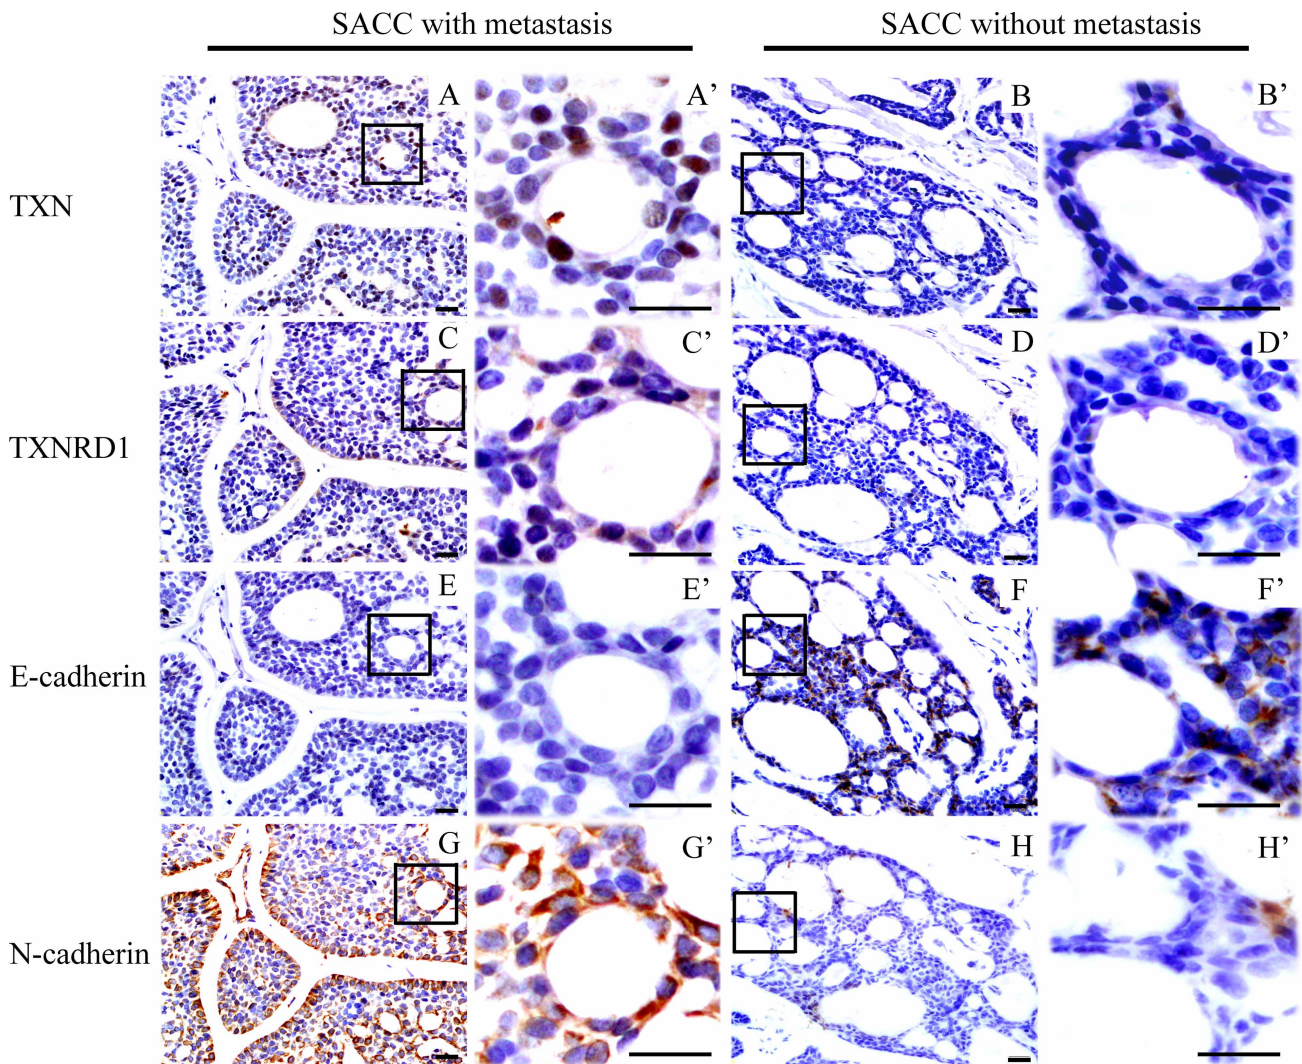 SACC with metastasis SACC without metastasis
TXN A A’ B B’
TXNRD1 C C’ D D’
E-cadherin E E’ F F’
N-cadherin G G’ H H’